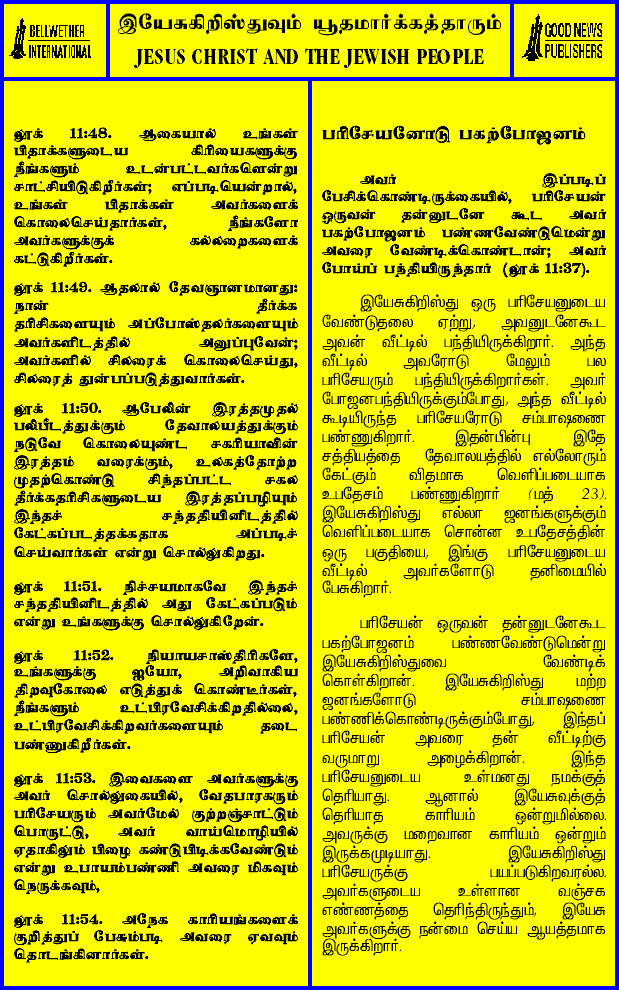 BELLWETHER
INTERNATIONAL
இயேசுகிறிஸ்துவும் யூதமார்க்கத்தாரும்
JESUS CHRIST AND THE JEWISH PEOPLE
GOOD NEWS
PUBLISHERS
லூக் 11:48. ஆகையால் உங்கள்
பிதாக்களுடைய கிரியைகளுக்கு
நீங்களும் உடன்பட்டவர்களென்று
சாட்சியிடுகிறீர்கள்; எப்படியென்றால்,
உங்கள் பிதாக்கள் அவர்களைக்
கொலைசெய்தார்கள், நீங்களோ
அவர்களுக்குக் கல்லறைகளைக்
கட்டுகிறீர்கள்.
லூக் 11:49. ஆதலால் தேவஞானமானது:
நான் தீர்க்க
தரிசிகளையும் அப்போஸ்தலர்களையும்
அவர்களிடத்தில் அனுப்புவேன்;
அவர்களில் சிலரைக் கொலைசெய்து,
சிலரைத் துன்பப்படுத்துவார்கள்.
லூக் 11:50. ஆபேலின் இரத்தமுதல்
பலிபீடத்துக்கும் தேவாலயத்துக்கும்
நடுவே கொலையுண்ட சகரியாவின்
இரத்தம் வரைக்கும், உலகத்தோற்ற
முதற்கொண்டு சிந்தப்பட்ட சகல
தீர்க்கதரிசிகளுடைய இரத்தப்பழியும்
இந்தச் சந்ததியினிடத்தில்
கேட்கப்படத்தக்கதாக அப்படிச்
செய்வார்கள் என்று சொல்லுகிறது.
லூக் 11:51. நிச்சயமாகவே இந்தச்
சந்ததியினிடத்தில் அது கேட்கப்படும்
என்று உங்களுக்கு சொல்லுகிறேன்.
லூக் 11:52. நியாயசாஸ்திரிகளே,
உங்களுக்கு ஐயோ, அறிவாகிய
திறவுகோலை எடுத்துக் கொண்டீர்கள்,
நீங்களும் உட்பிரவேசிக்கிறதில்லை,
உட்பிரவேசிக்கிறவர்களையும் தடை
பண்ணுகிறீர்கள்.
லூக் 11:53. இவைகளை அவர்களுக்கு
அவர் சொல்லுகையில், வேதபாரகரும்
பரிசேயரும் அவர்மேல் குற்றஞ்சாட்டும்
பொருட்டு, அவர் வாய்மொழியில்
ஏதாகிலும் பிழை கண்டுபிடிக்கவேண்டும்
என்று உபாயம்பண்ணி அவரை மிகவும்
நெருக்கவும்,
லூக் 11:54. அநேக காரியங்களைக்
குறித்துப் பேசும்படி அவரை ஏவவும்
தொடங்கினார்கள்.
பரிசேயனோடு பகற்போஜனம்
அவர் இப்படிப்
பேசிக்கொண்டிருக்கையில், பரிசேயன்
ஒருவன் தன்னுடனே கூட அவர்
பகற்போஜனம் பண்ணவேண்டுமென்று
அவரை வேண்டிக்கொண்டான்; அவர்
போய்ப் பந்தியிருந்தார் (லூக் 11:37).
இயேசுகிறிஸ்து ஒரு பரிசேயனுடைய
வேண்டுதலை ஏற்று, அவனுடனேகூட
அவன் வீட்டில் பந்தியிருக்கிறார். அந்த
வீட்டில் அவரோடு மேலும் பல
பரிசேயரும் பந்தியிருக்கிறார்கள். அவர்
போஜனபந்தியிருக்கும்போது, அந்த வீட்டில்
கூடியிருந்த பரிசேயரோடு சம்பாஷணை
பண்ணுகிறார். இதன்பின்பு இதே
சத்தியத்தை தேவாலயத்தில் எல்லோரும்
கேட்கும் விதமாக வெளிப்படையாக
உபதேசம் பண்ணுகிறார் (மத் 23).
இயேசுகிறிஸ்து எல்லா ஜனங்களுக்கும்
வெளிப்படையாக சொன்ன உபதேசத்தின்
ஒரு பகுதியை, இங்கு பரிசேயனுடைய
வீட்டில் அவர்களோடு தனிமையில்
பேசுகிறார்.
பரிசேயன் ஒருவன் தன்னுடனேகூட
பகற்போஜனம் பண்ணவேண்டுமென்று
இயேசுகிறிஸ்துவை வேண்டிக்
கொள்கிறான். இயேசுகிறிஸ்து மற்ற
ஜனங்களோடு சம்பாஷணை
பண்ணிக்கொண்டிருக்கும்போது, இந்தப்
பரிசேயன் அவரை தன் வீட்டிற்கு
வருமாறு அழைக்கிறான். இந்த
பரிசேயனுடைய உள்மனது நமக்குத்
தெரியாது. ஆனால் இயேசுவுக்குத்
தெரியாத காரியம் ஒன்றுமில்லை.
அவருக்கு மறைவான காரியம் ஒன்றும்
இருக்கமுடியாது. இயேசுகிறிஸ்து
பரிசேயருக்கு பயப்படுகிறவரல்ல.
அவர்களுடைய உள்ளான வஞ்சக
எண்ணத்தை தெரிந்திருந்தும், இயேசு
அவர்களுக்கு நன்மை செய்ய ஆயத்தமாக
இருக்கிறார்.